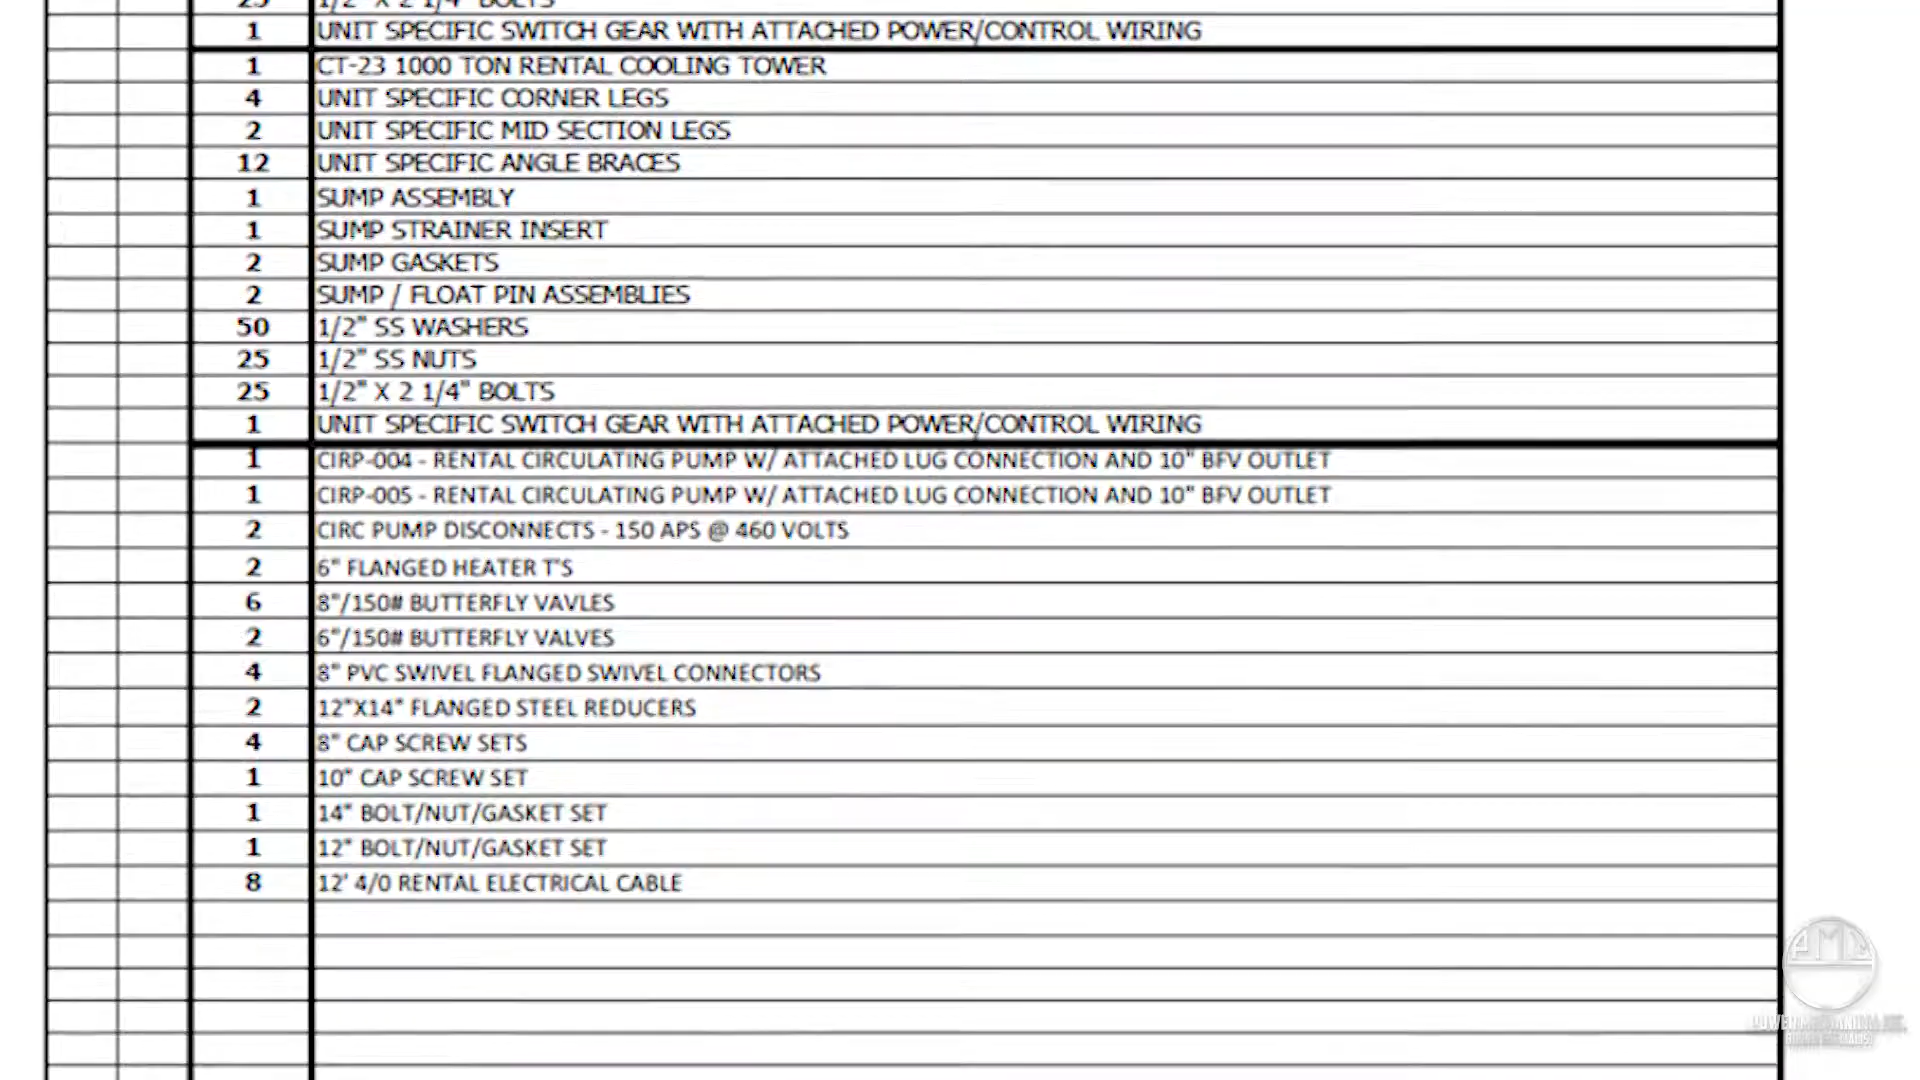 25 1/2" X 2 1/4" BOLTS
1 UNIT SPECIFIC SWITCH GEAR WITH ATTACHED POWER/CONTROL WIRING
1 CT-23 1000 TON RENTAL COOLING TOWER
4 UNIT SPECIFIC CORNER LEGS
2 UNIT SPECIFIC MID SECTION LEGS
12 UNIT SPECIFIC ANGLE BRACES
1 SUMP ASSEMBLY
1 SUMP STRAINER INSERT
2 SUMP GASKETS
2 SUMP / FLOAT PIN ASSEMBLIES
50 1/2" SS WASHERS
25 1/2" SS NUTS
25 1/2" X 2 1/4" BOLTS
1 UNIT SPECIFIC SWITCH GEAR WITH ATTACHED POWER/CONTROL WIRING
1 CIRP-004 - RENTAL CIRCULATING PUMP W/ ATTACHED LUG CONNECTION AND 10" BFV OUTLET
1 CIRP-005 - RENTAL CIRCULATING PUMP W/ ATTACHED LUG CONNECTION AND 10" BFV OUTLET
2 CIRC PUMP DISCONNECTS - 150 APS @ 460 VOLTS
2 6" FLANGED HEATER T'S
6 8"/150# BUTTERFLY VAVLES
2 6"/150# BUTTERFLY VALVES
4 8" PVC SWIVEL FLANGED SWIVEL CONNECTORS
2 12"X14" FLANGED STEEL REDUCERS
4 8" CAP SCREW SETS
1 10" CAP SCREW SET
1 14" BOLT/NUT/GASKET SET
1 12" BOLT/NUT/GASKET SET
8 12' 4/0 RENTAL ELECTRICAL CABLE